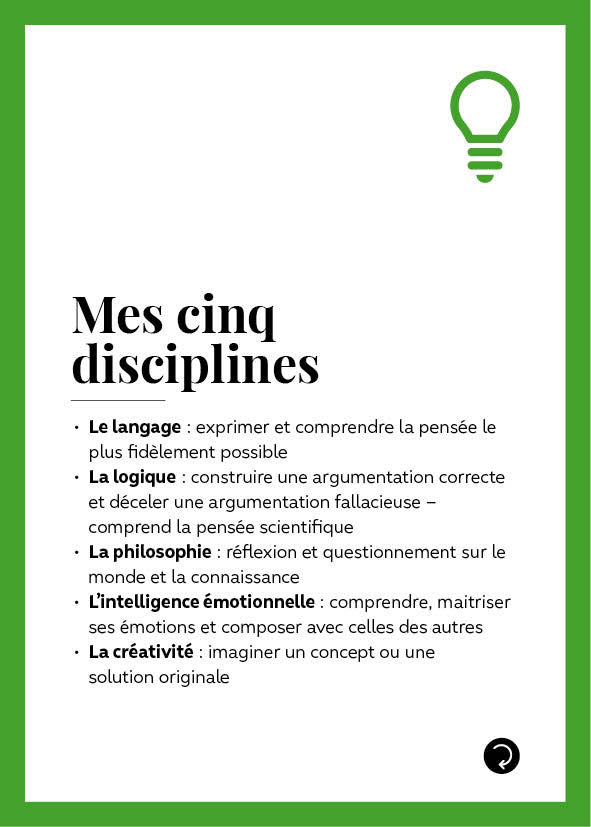 Mes cinq
disciplines
• Le langage : exprimer et comprendre la pensée le
plus fidèlement possible
• La logique : construire une argumentation correcte
et déceler une argumentation fallacieuse –
comprend la pensée scientifique
• La philosophie : réflexion et questionnement sur le
monde et la connaissance
• L’intelligence émotionnelle : comprendre, maitriser
ses émotions et composer avec celles des autres
• La créativité : imaginer un concept ou une
solution originale